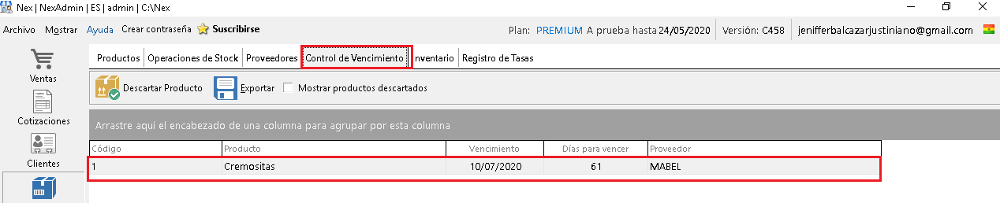 Nex | NexAdmin | ES | admin | C:\Nex
Archivo Mostrar Ayuda Crear contraseña Suscribirse Plan: PREMIUM A prueba hasta 24/05/2020 Versión: C458 jenifferbalcazarjustiniano@gmail.com
Productos Operaciones de Stock Proveedores Control de Vencimiento nventario Registro de Tasas
Ventas
Descartar Producto Exportar Mostrar productos descartados
Cotizaciones
Arrastre aquí el encabezado de una columna para agrupar por esta columna
Código Producto Vencimiento Días para vencer Proveedor
Clientes
1 Cremositas 10/07/2020 61 MABEL